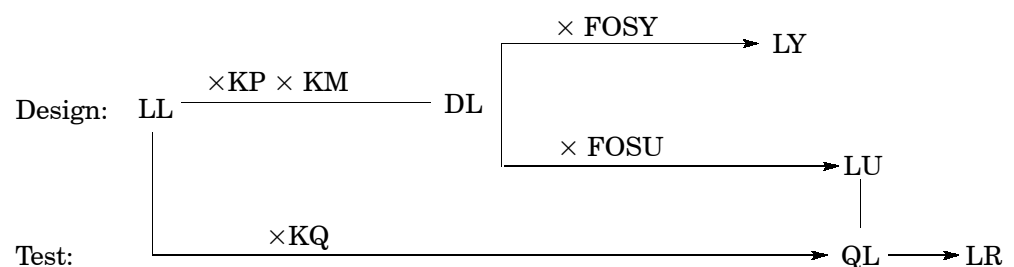 × FOSY
LY
×KP × KM
Design: LL DL
× FOSU
LU
×KQ
Test: QL LR